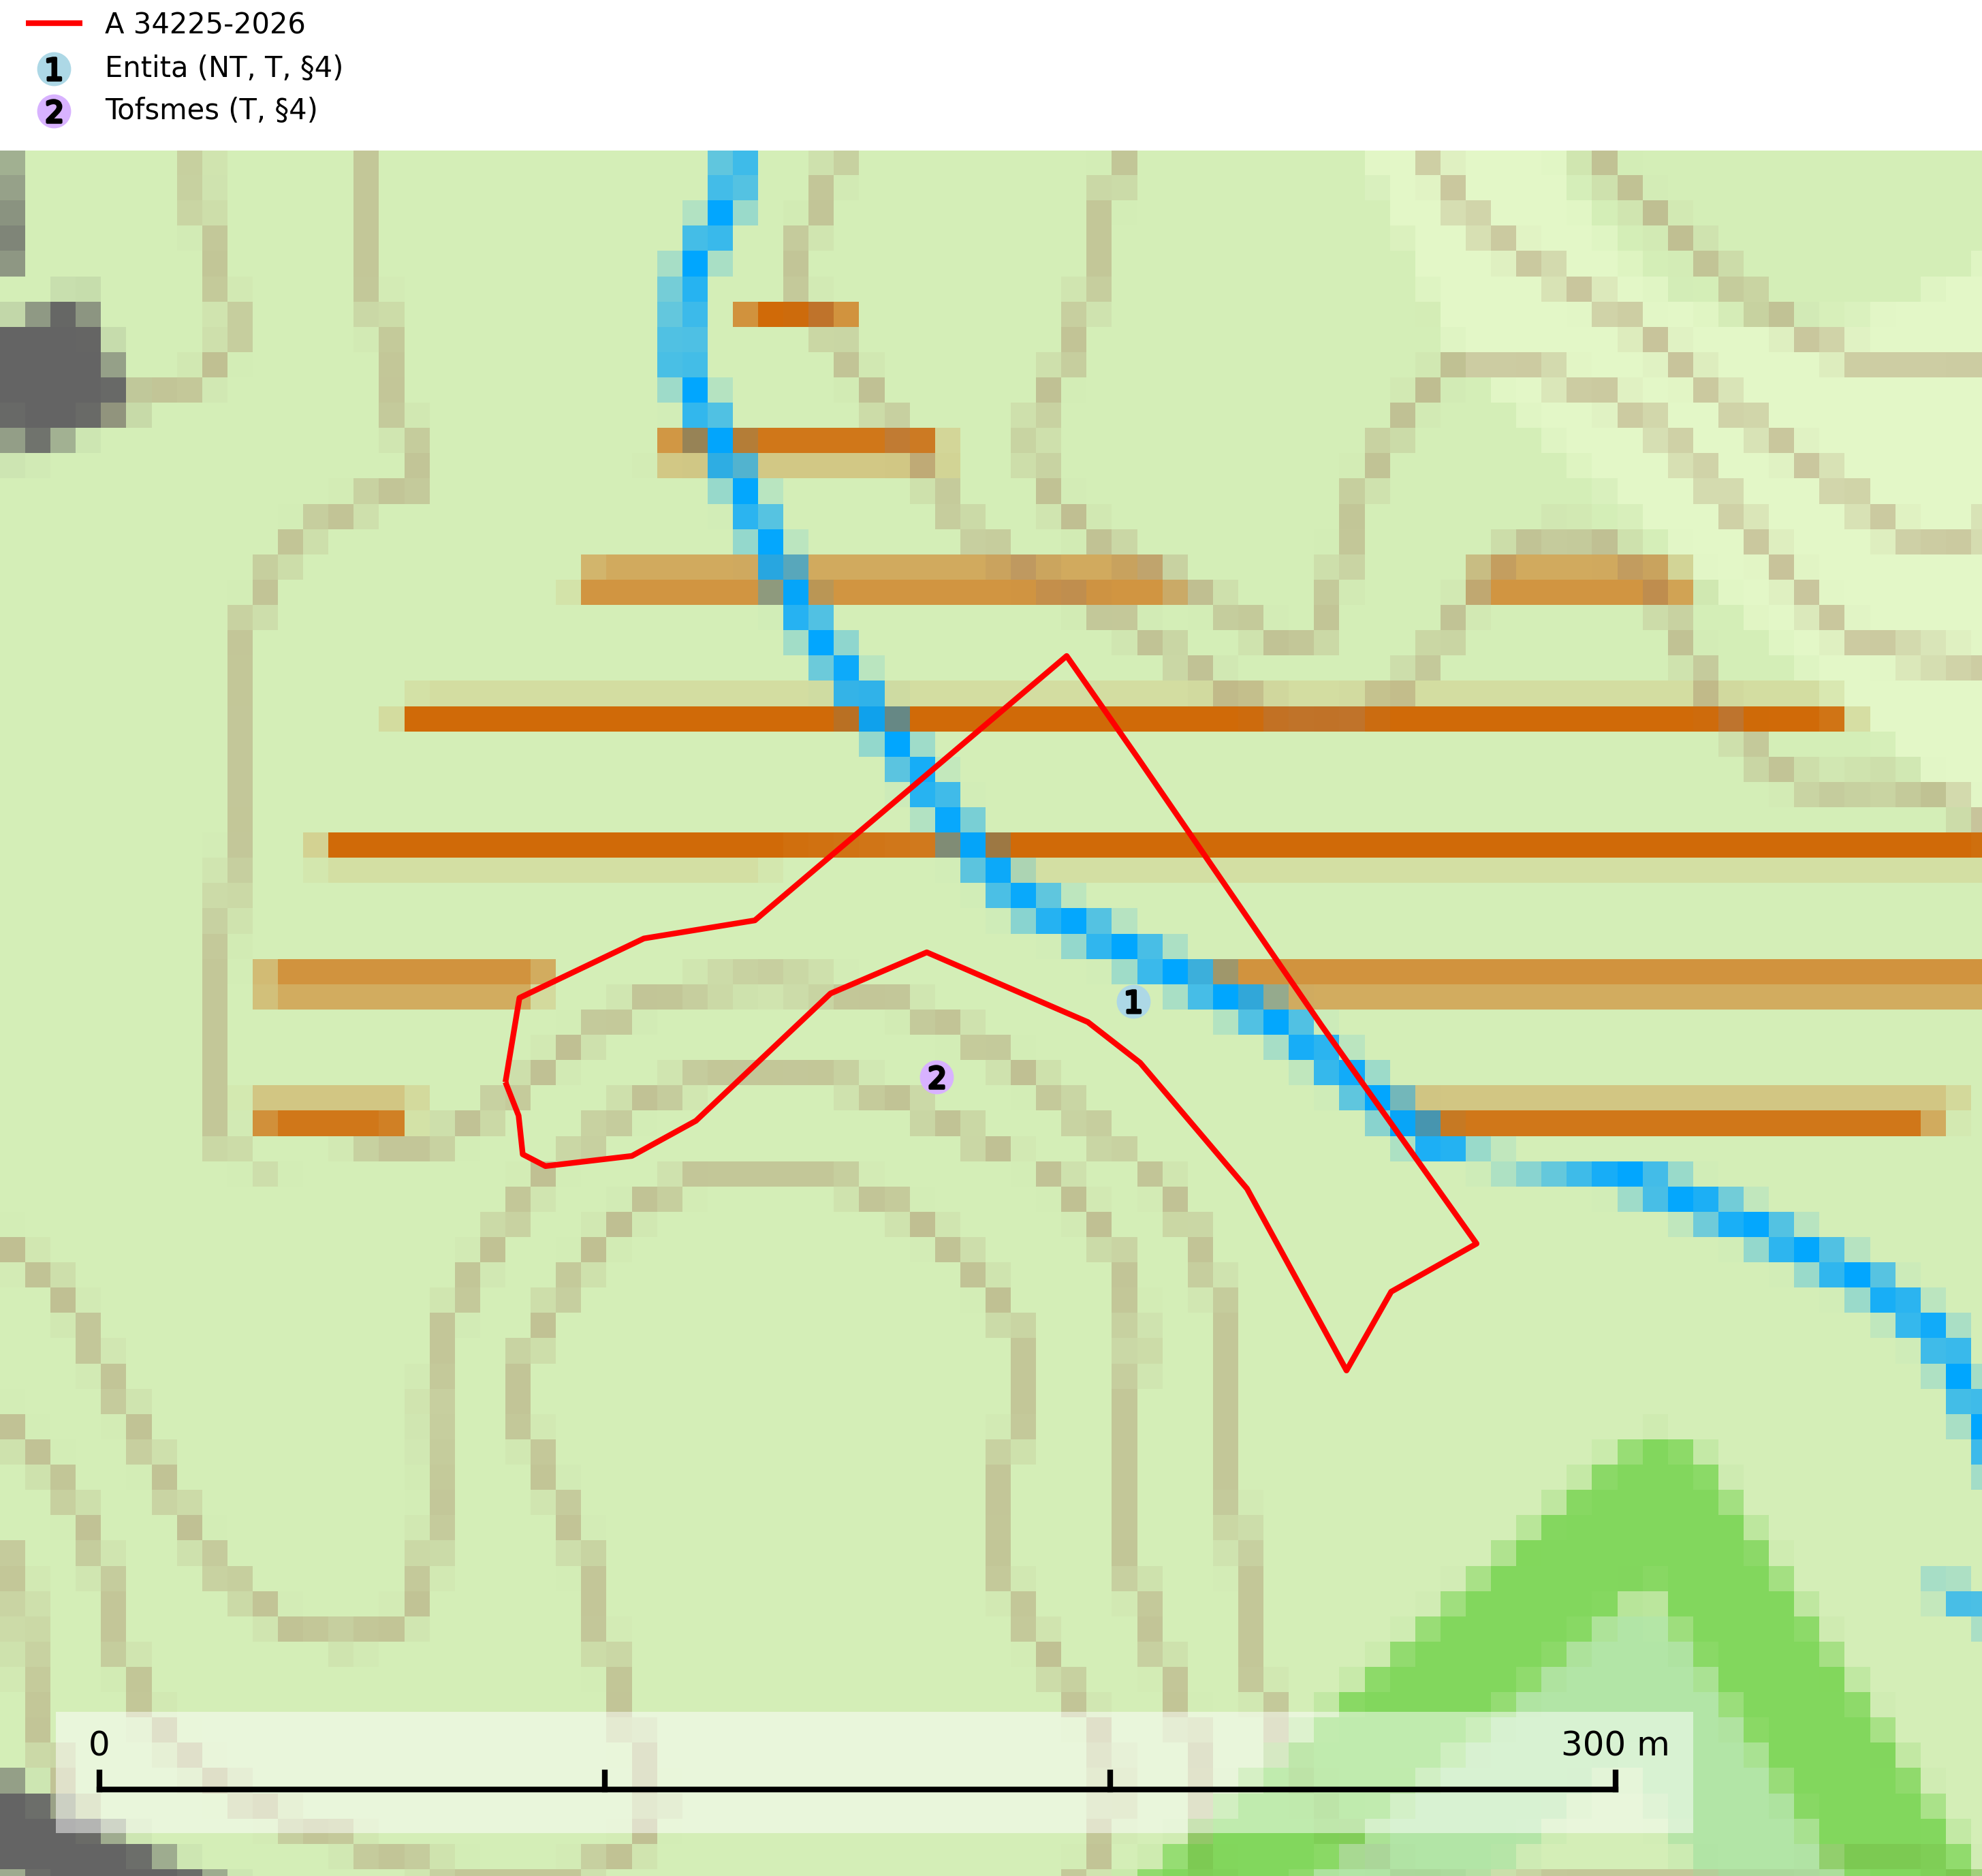 A 34225-2026
1 Entita (NT, T, §4)
2 Tofsmes (T, §4)
1
2
0 300 m